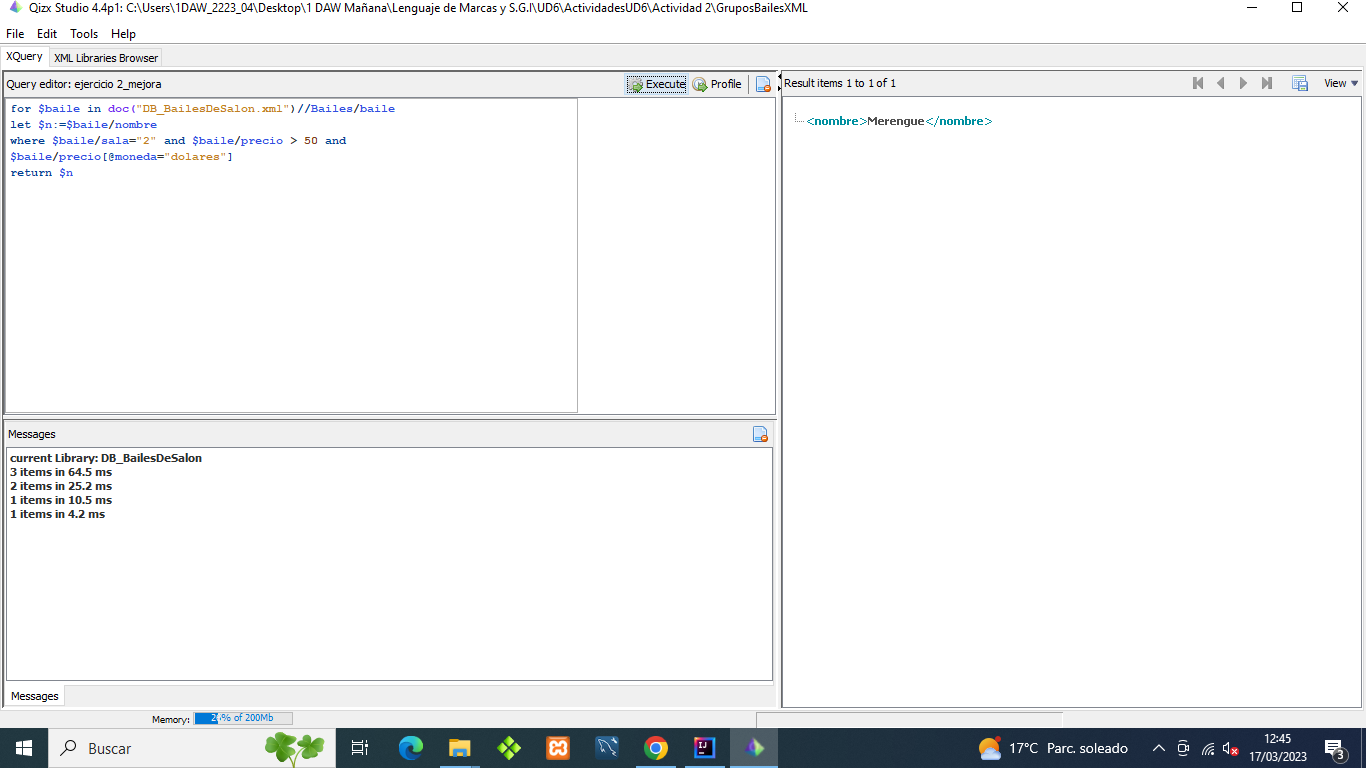 Qizx Studio 4.4p1: C:\Users\1DAW_2223_04\Desktop\1 DAW Mañana\Lenguaje de Marcas y S.G.I\UD6\ActividadesUD6\Actividad 2\GruposBailesXML
File Edit Tools Help
XQuery XML Libraries Browser
Query editor: ejercicio 2_mejora Execute Profile
for $baile in doc("DB_BailesDeSalon.xml")//Bailes/baile
let $n:=$baile/nombre
where $baile/sala="2" and $baile/precio > 50 and
$baile/precio[@moneda="dolares"]
return $n
Result items 1 to 1 of 1 View
<nombre>Merengue</nombre>
Messages
current Library: DB_BailesDeSalon
3 items in 64.5 ms
2 items in 25.2 ms
1 items in 10.5 ms
1 items in 4.2 ms
Messages
Memory: % of 200Mb
Buscar
17°C Parc. soleado
12:45
17/03/2023
3